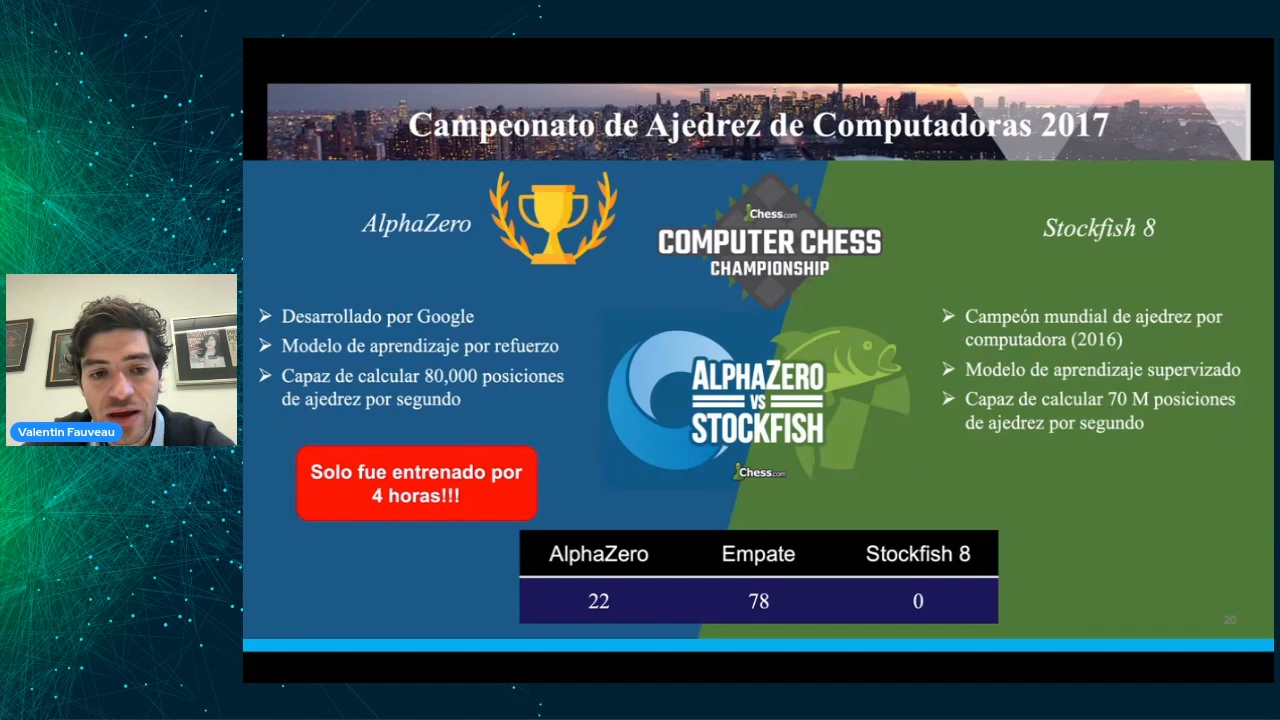 Campeonato de Ajedrez de Computadoras 2017
AlphaZero
Chess.com
COMPUTER CHESS
CHAMPIONSHIP
Stockfish 8
➢ Desarrollado por Google
➢ Modelo de aprendizaje por refuerzo
➢ Capaz de calcular 80,000 posiciones
de ajedrez por segundo
➢ Campeón mundial de ajedrez por
computadora (2016)
➢ Modelo de aprendizaje supervizado
➢ Capaz de calcular 70 M posiciones
de ajedrez por segundo
ALPHAZERO
VS
STOCKFISH
Chess.com
Valentin Fauveau
Solo fue entrenado por
4 horas!!!
AlphaZero Empate Stockfish 8
22 78 0
20